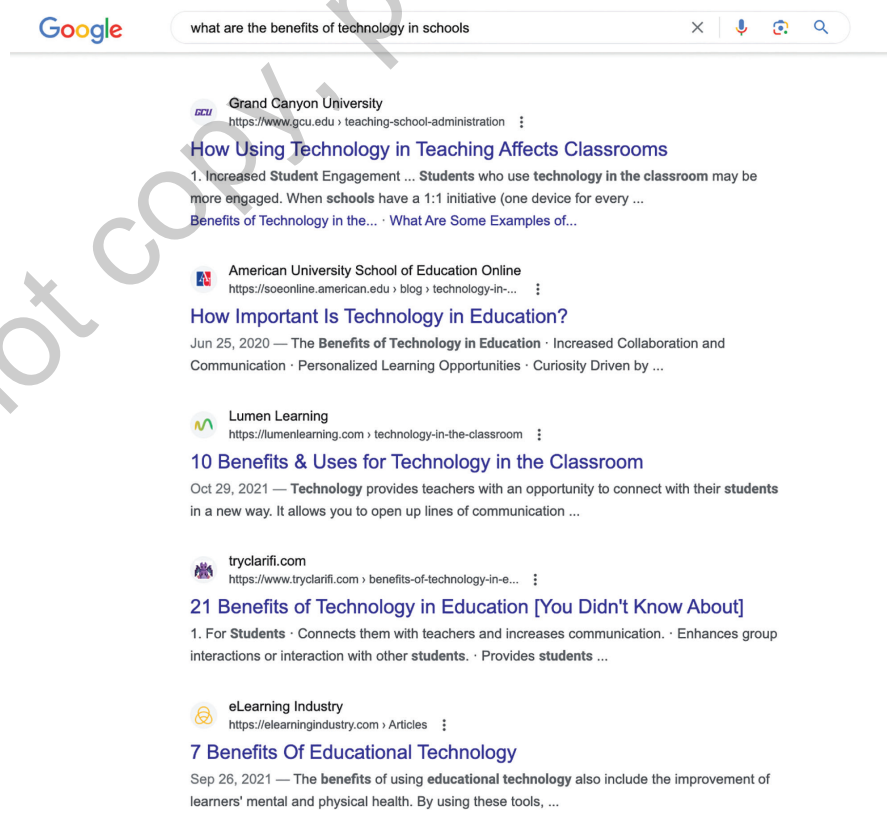 Google
what are the benefits of technology in schools
GCU
Grand Canyon University
https://www.gcu.edu › teaching-school-administration
How Using Technology in Teaching Affects Classrooms
1. Increased Student Engagement ... Students who use technology in the classroom may be
more engaged. When schools have a 1:1 initiative (one device for every ...
Benefits of Technology in the... · What Are Some Examples of...
American University School of Education Online
https://soeonline.american.edu › blog › technology-in-...
How Important Is Technology in Education?
Jun 25, 2020 — The Benefits of Technology in Education · Increased Collaboration and
Communication · Personalized Learning Opportunities · Curiosity Driven by ...
Lumen Learning
https://lumenlearning.com › technology-in-the-classroom
10 Benefits & Uses for Technology in the Classroom
Oct 29, 2021 — Technology provides teachers with an opportunity to connect with their students
in a new way. It allows you to open up lines of communication ...
tryclarifi.com
https://www.tryclarifi.com › benefits-of-technology-in-e...
21 Benefits of Technology in Education [You Didn't Know About]
1. For Students · Connects them with teachers and increases communication. · Enhances group
interactions or interaction with other students. · Provides students ...
eLearning Industry
https://elearningindustry.com › Articles
7 Benefits Of Educational Technology
Sep 26, 2021 — The benefits of using educational technology also include the improvement of
learners' mental and physical health. By using these tools, ...
not copy, p